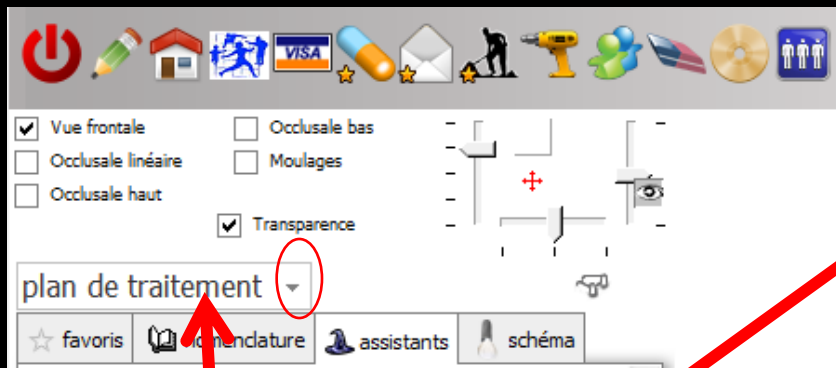 VISA
Vue frontale Occlusale bas
Occlusale linéaire Moulages
Occlusale haut
Transparence
plan de traitement
favoris nomenclature assistants schéma